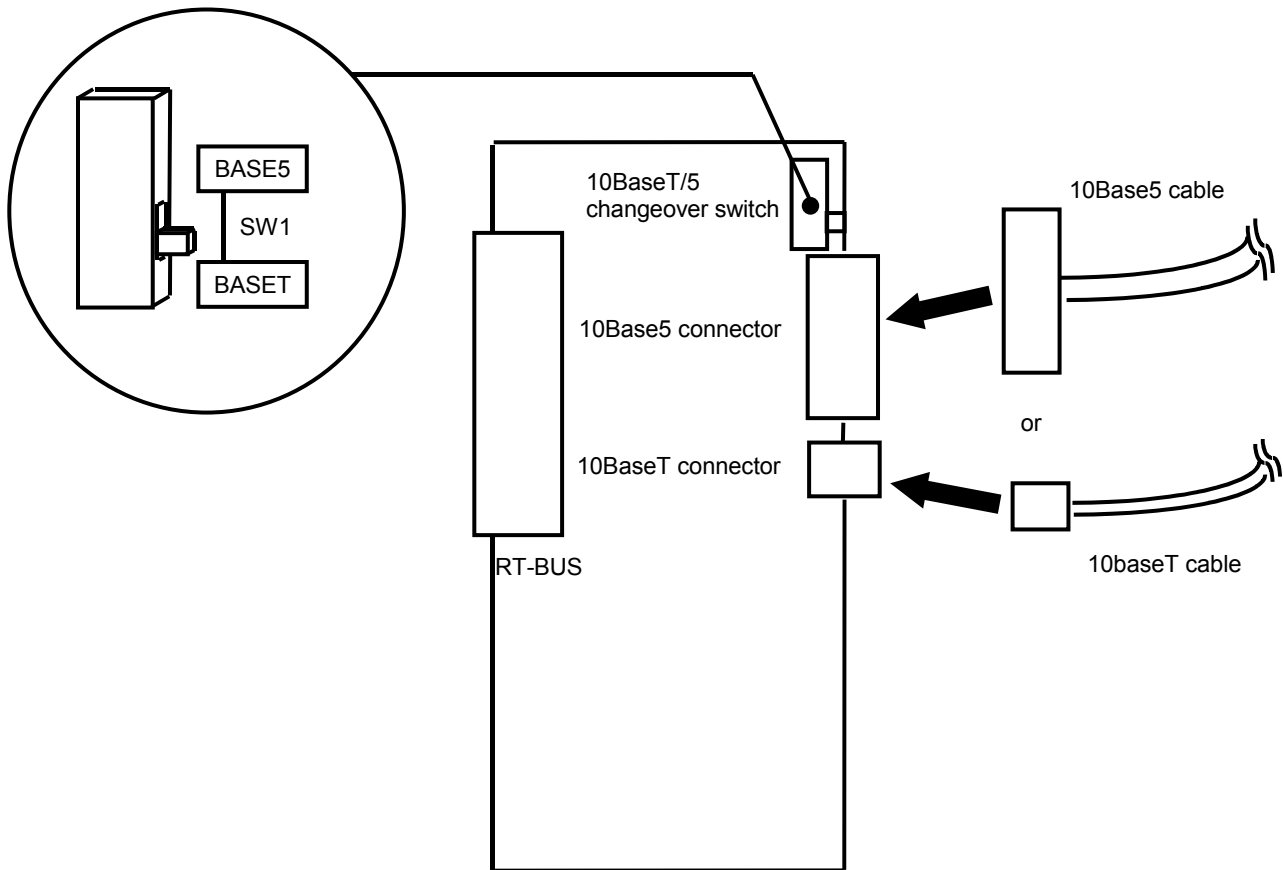 BASE5
SW1
BASET
10BaseT/5
changeover switch
10Base5 cable
10Base5 connector
or
10BaseT connector
RT-BUS
10baseT cable